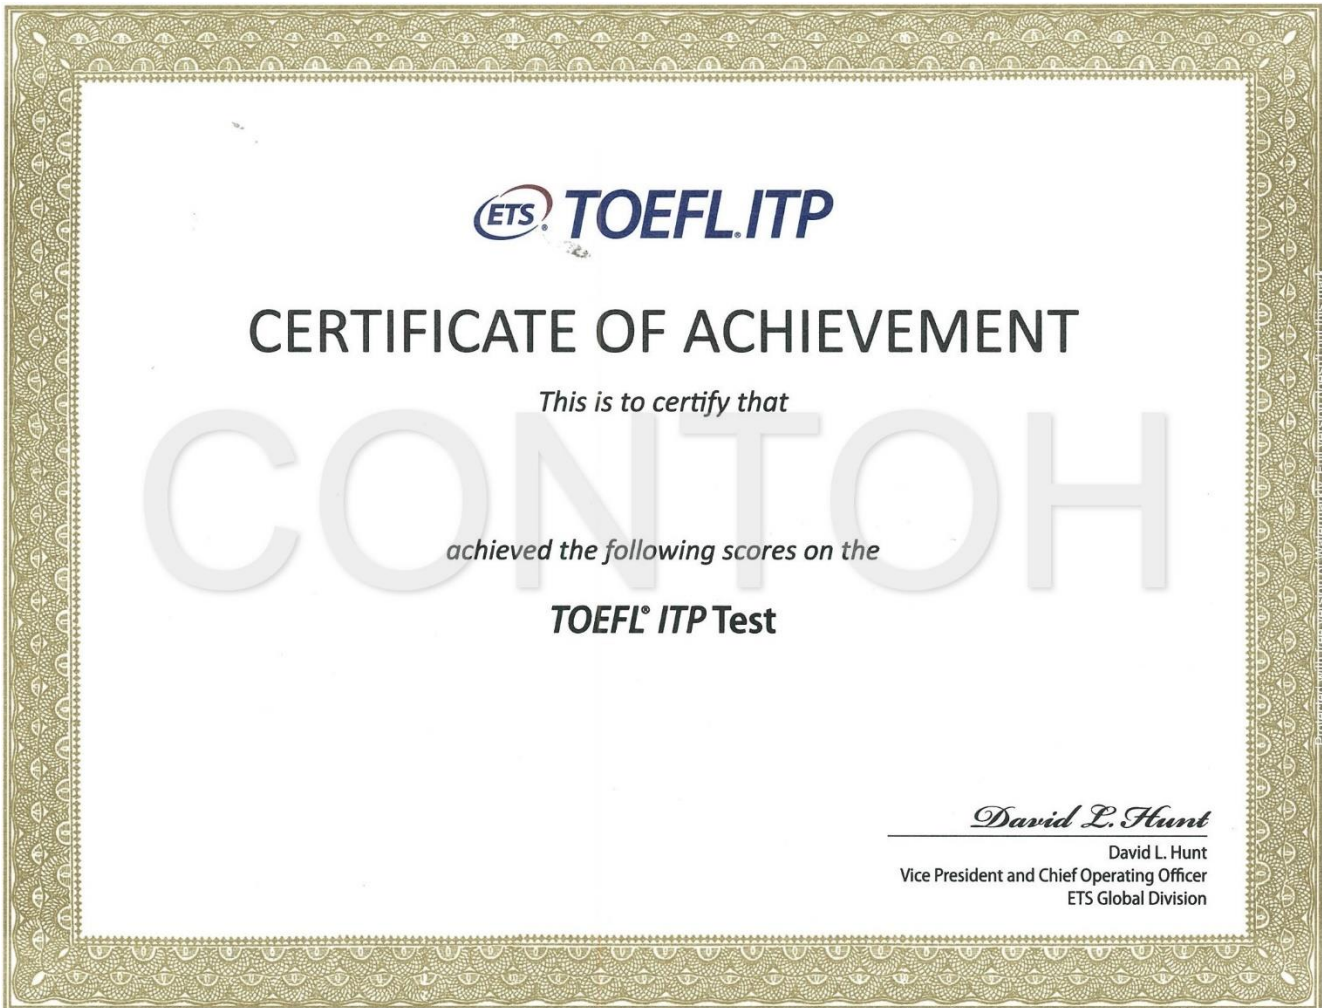 ETS® TOEFL.ITP
CERTIFICATE OF ACHIEVEMENT
This is to certify that
CONTOH
achieved the following scores on the
TOEFL® ITP Test
David L. Hunt
David L. Hunt
Vice President and Chief Operating Officer
ETS Global Division